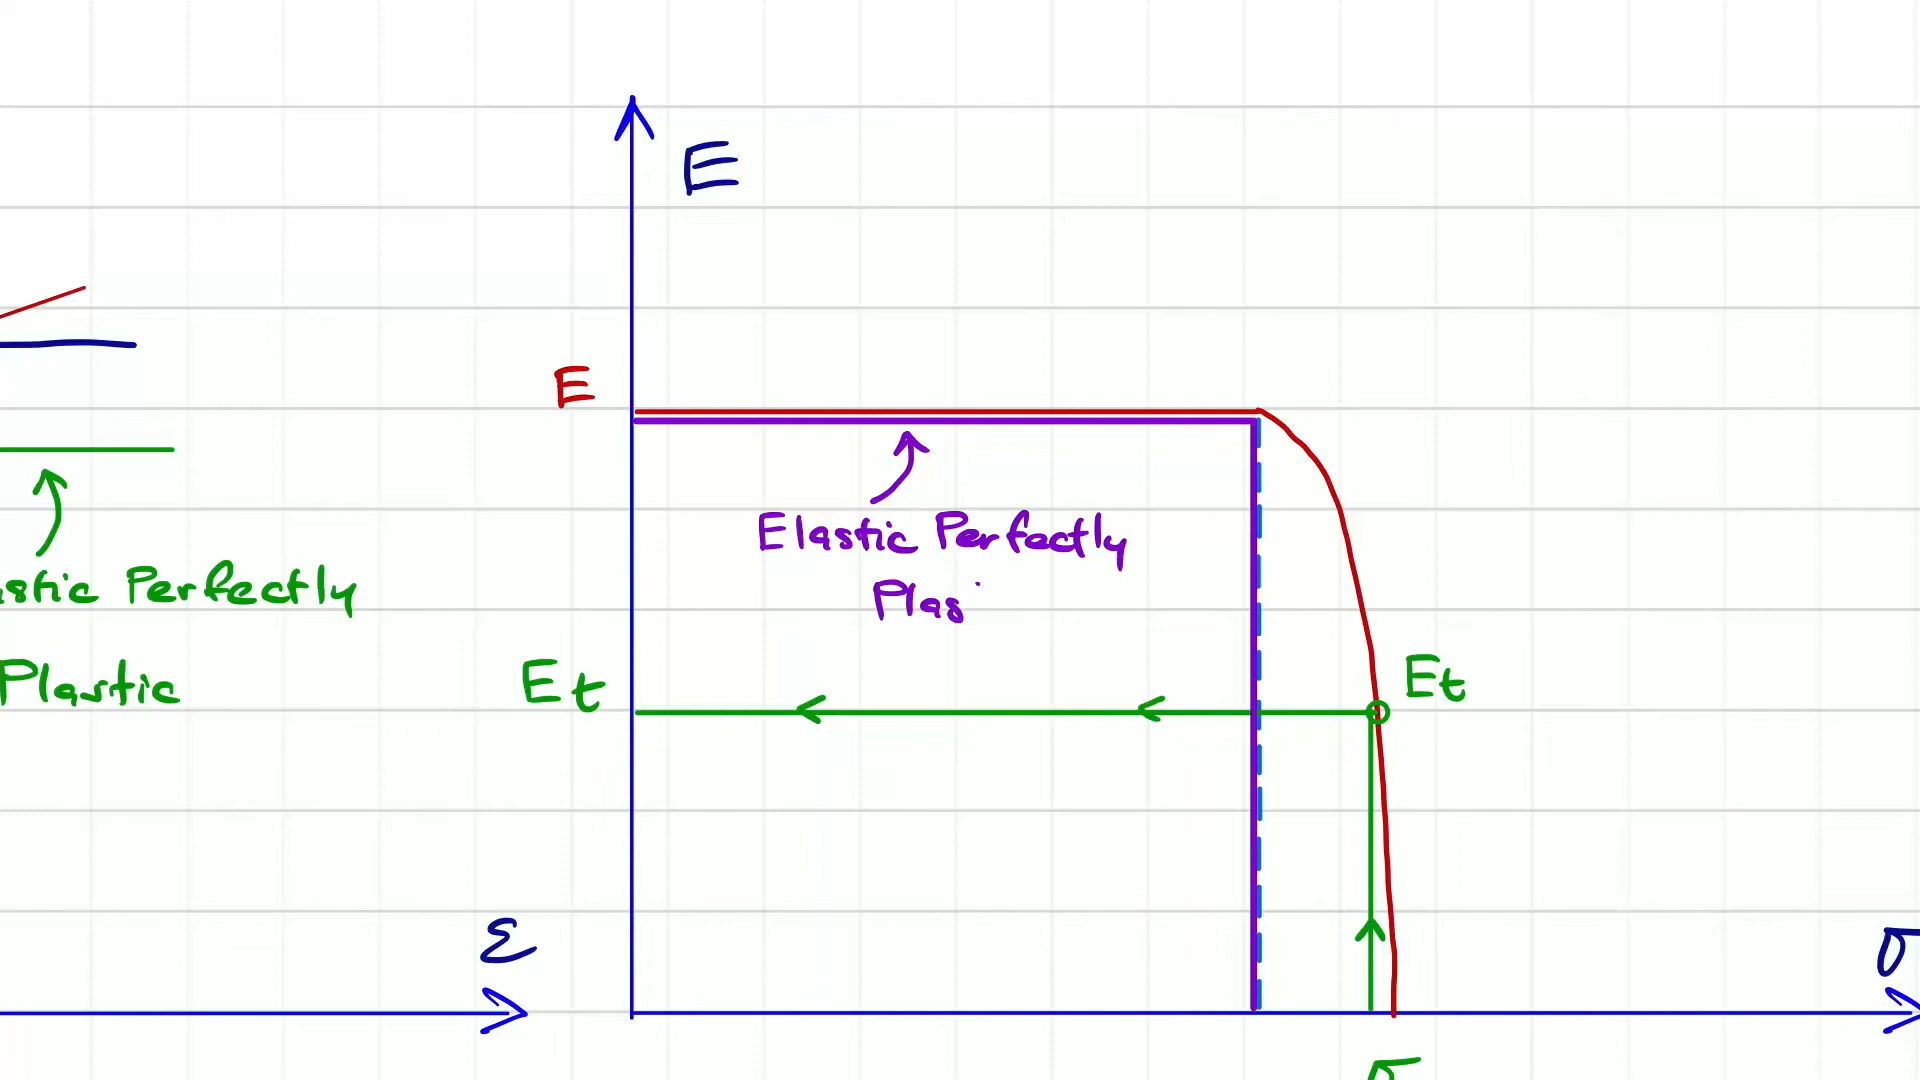 E
E
Elastic Perfectly
Plas
stic Perfectly
Plastic
Et
Et
ε
σ
σ